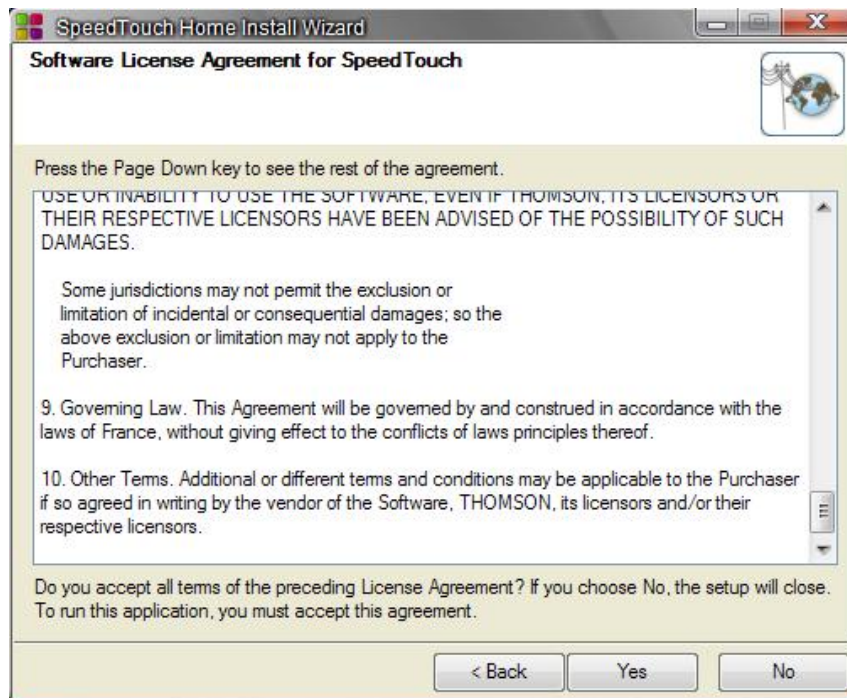 SpeedTouch Home Install Wizard
Software License Agreement for SpeedTouch
Press the Page Down key to see the rest of the agreement.
USE OR INABILITY TO USE THE SOFTWARE, EVEN IF THOMSON, ITS LICENSORS OR
THEIR RESPECTIVE LICENSORS HAVE BEEN ADVISED OF THE POSSIBILITY OF SUCH
DAMAGES.
Some jurisdictions may not permit the exclusion or
limitation of incidental or consequential damages; so the
above exclusion or limitation may not apply to the
Purchaser.
9. Governing Law. This Agreement will be governed by and construed in accordance with the
laws of France, without giving effect to the conflicts of laws principles thereof.
10. Other Terms. Additional or different terms and conditions may be applicable to the Purchaser
if so agreed in writing by the vendor of the Software, THOMSON, its licensors and/or their
respective licensors.
Do you accept all terms of the preceding License Agreement? If you choose No, the setup will close.
To run this application, you must accept this agreement.
< Back Yes No